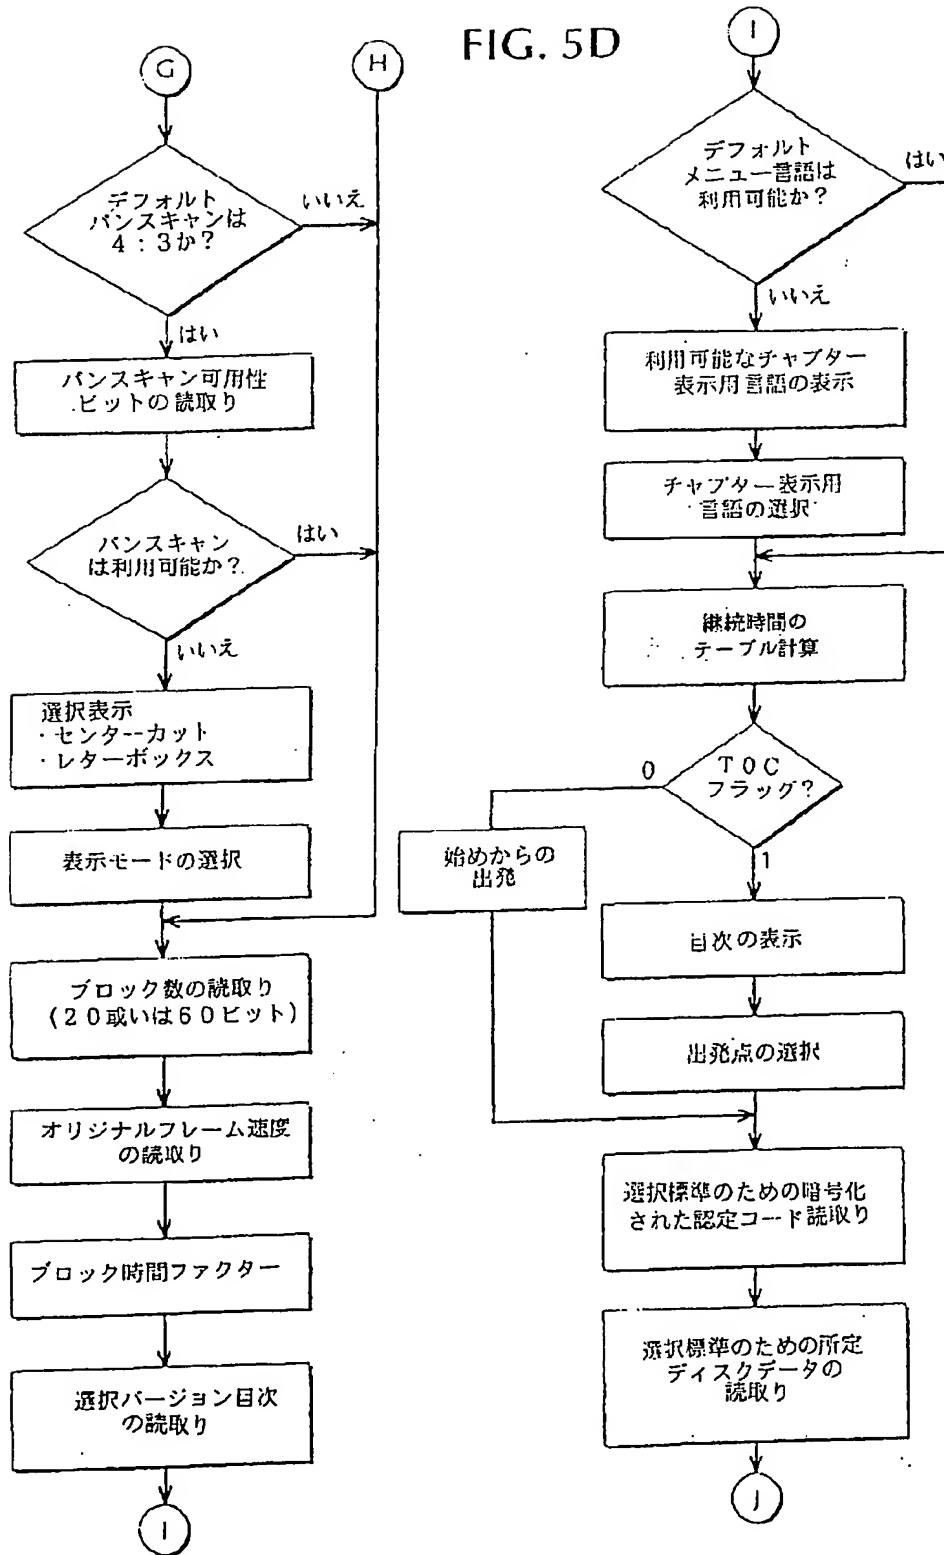 FIG. 5D
G
H
デフォルト
パンスキャンは
4:3か?
いいえ
はい
パンスキャン可用性
ビットの読取り
パンスキャン
は利用可能か?
はい
いいえ
選択表示
・センターカット
・レターボックス
表示モードの選択
ブロック数の読取り
(20或いは60ビット)
オリジナルフレーム速度
の読取り
ブロック時間ファクター
選択バージョン目次
の読取り
I
I
デフォルト
メニュー言語は
利用可能か?
はい
いいえ
利用可能なチャプター
表示用言語の表示
チャプター表示用
言語の選択
継続時間の
テーブル計算
TOC
フラッグ?
0
1
始めからの
出発
目次の表示
出発点の選択
選択標準のための暗号化
された認定コード読取り
選択標準のための所定
ディスクデータの
読取り
J